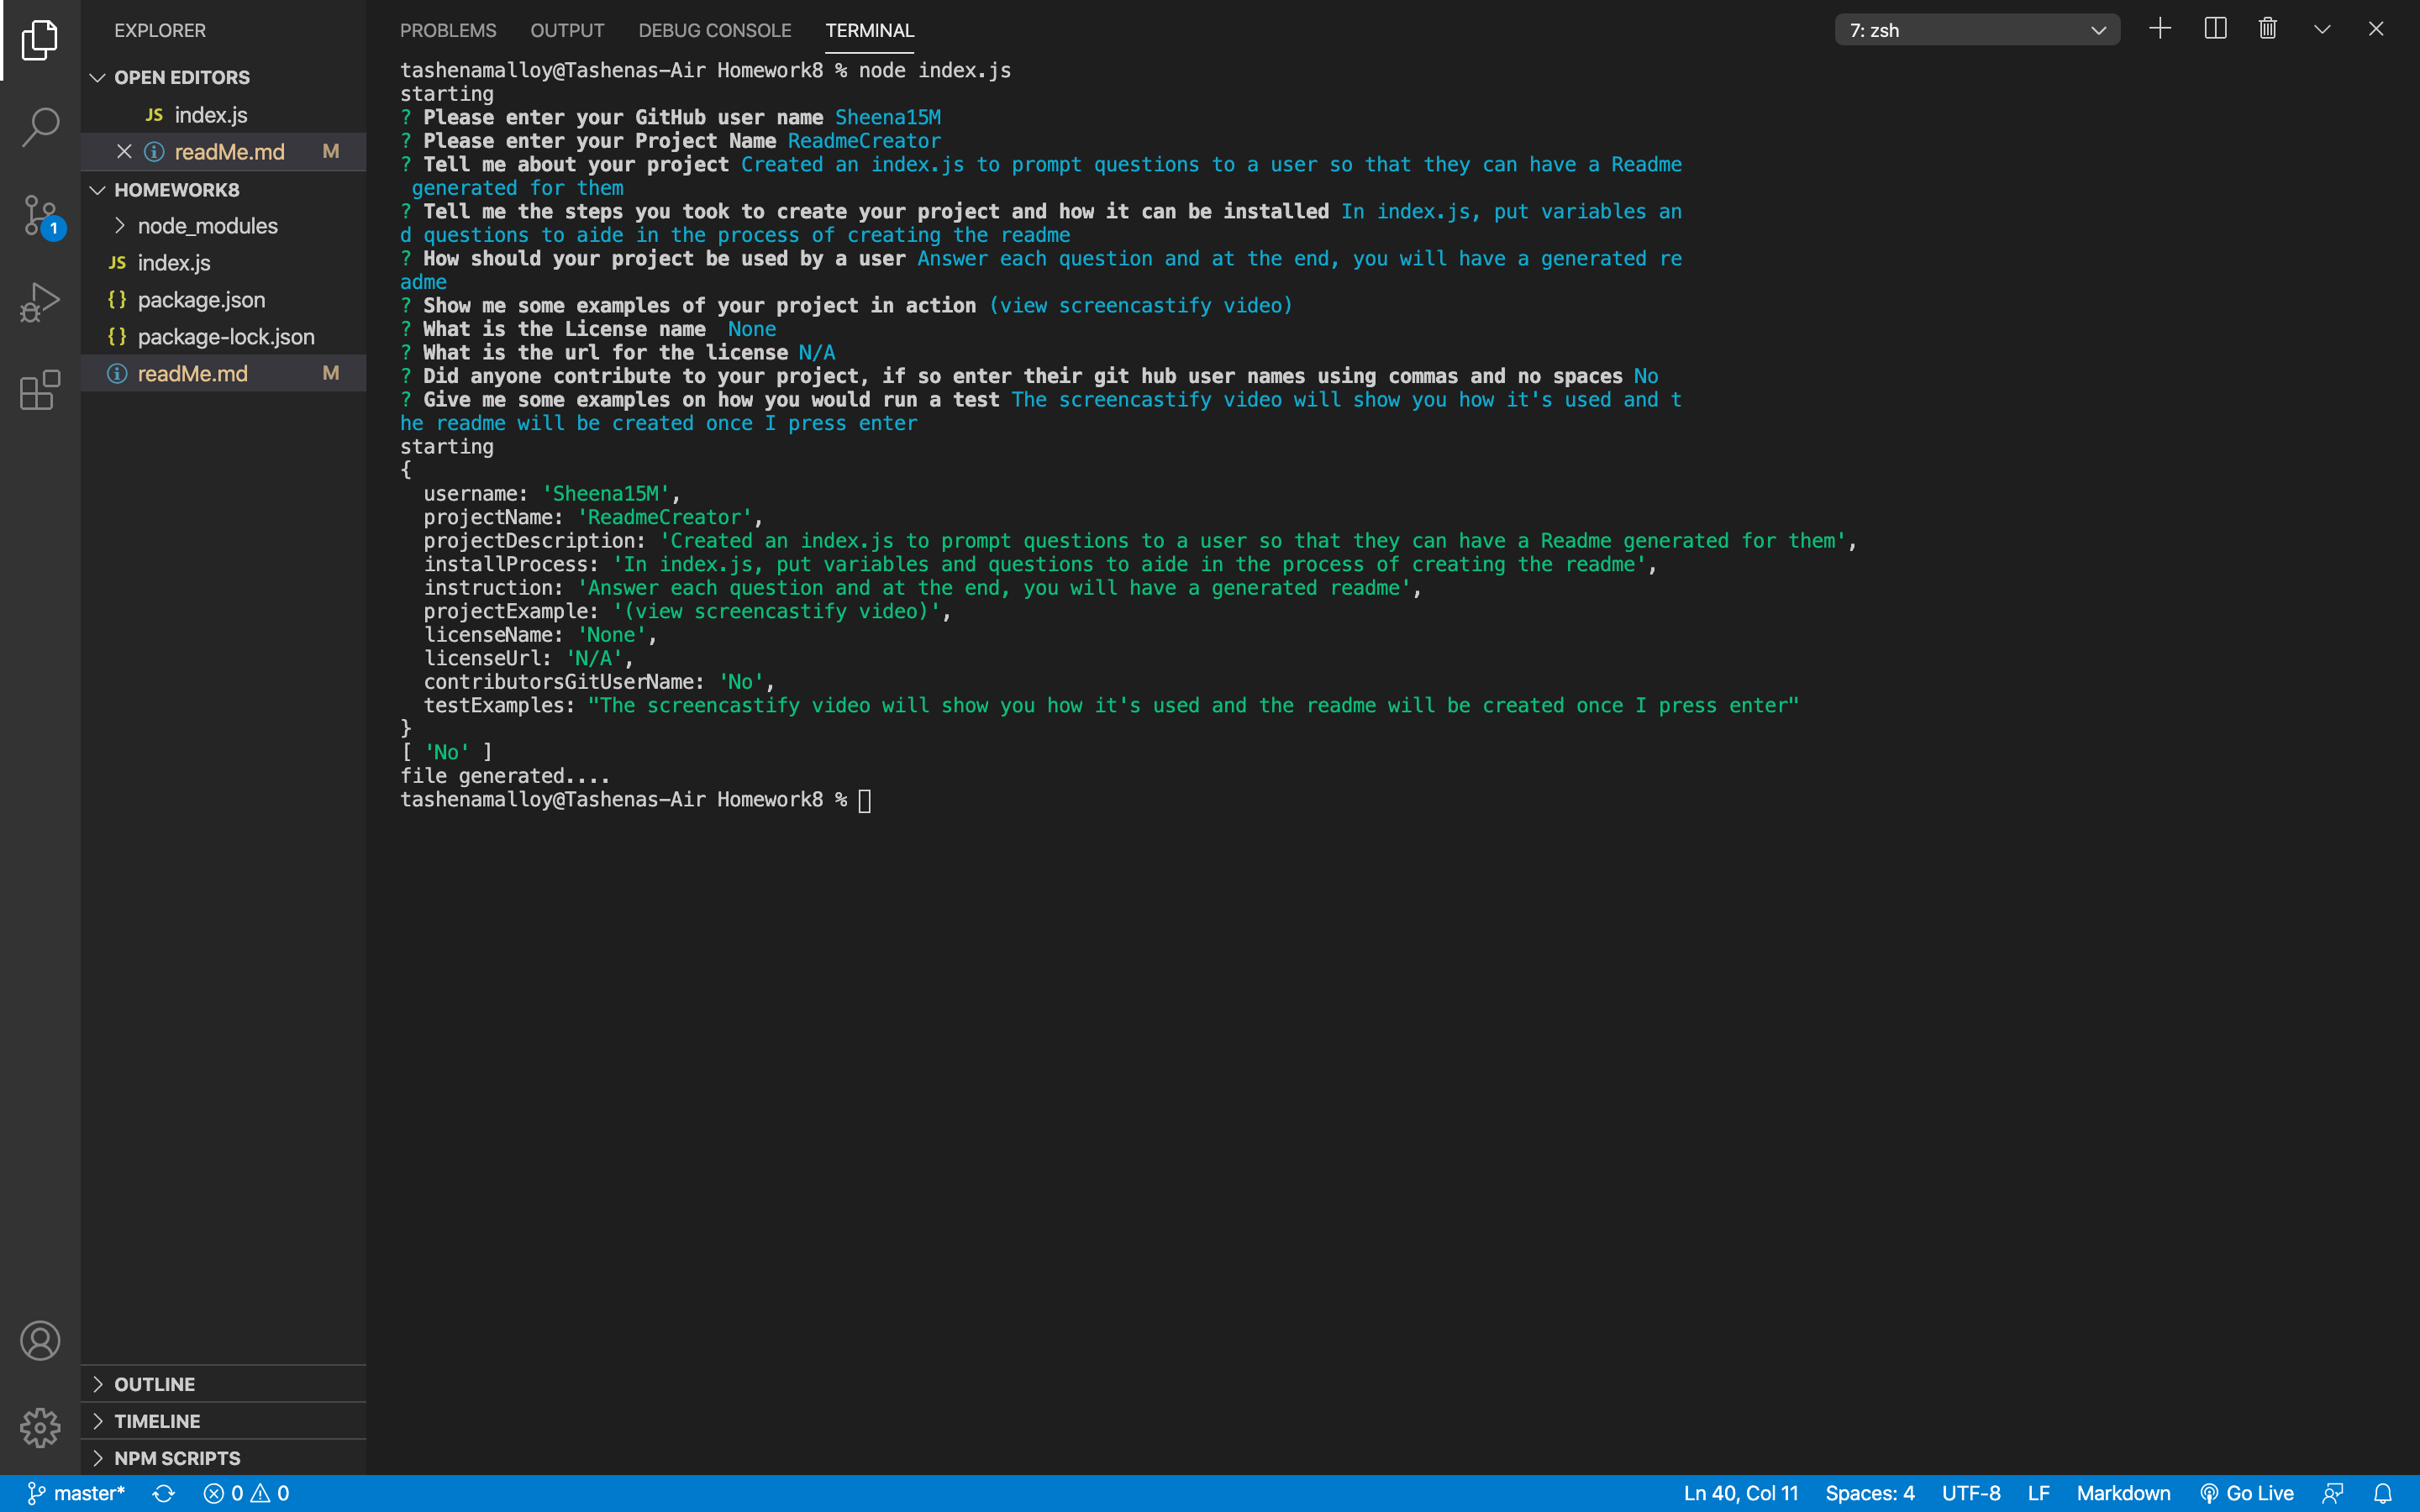 EXPLORER
OPEN EDITORS
JS index.js
readMe.md M
HOMEWORK8
node_modules
JS index.js
{} package.json
{} package-lock.json
readMe.md M
1
OUTLINE
TIMELINE
NPM SCRIPTS
PROBLEMS OUTPUT DEBUG CONSOLE TERMINAL
7: zsh
tashenamalloy@Tashenas-Air Homework8 % node index.js
starting
? Please enter your GitHub user name Sheena15M
? Please enter your Project Name ReadmeCreator
? Tell me about your project Created an index.js to prompt questions to a user so that they can have a Readme
generated for them
? Tell me the steps you took to create your project and how it can be installed In index.js, put variables an
d questions to aide in the process of creating the readme
? How should your project be used by a user Answer each question and at the end, you will have a generated re
adme
? Show me some examples of your project in action (view screencastify video)
? What is the License name  None
? What is the url for the license N/A
? Did anyone contribute to your project, if so enter their git hub user names using commas and no spaces No
? Give me some examples on how you would run a test The screencastify video will show you how it's used and t
he readme will be created once I press enter
starting
{
  username: 'Sheena15M',
  projectName: 'ReadmeCreator',
  projectDescription: 'Created an index.js to prompt questions to a user so that they can have a Readme generated for them',
  installProcess: 'In index.js, put variables and questions to aide in the process of creating the readme',
  instruction: 'Answer each question and at the end, you will have a generated readme',
  projectExample: '(view screencastify video)',
  licenseName: 'None',
  licenseUrl: 'N/A',
  contributorsGitUserName: 'No',
  testExamples: "The screencastify video will show you how it's used and the readme will be created once I press enter"
}
[ 'No' ]
file generated....
tashenamalloy@Tashenas-Air Homework8 %
master* 0 0 Ln 40, Col 11 Spaces: 4 UTF-8 LF Markdown Go Live